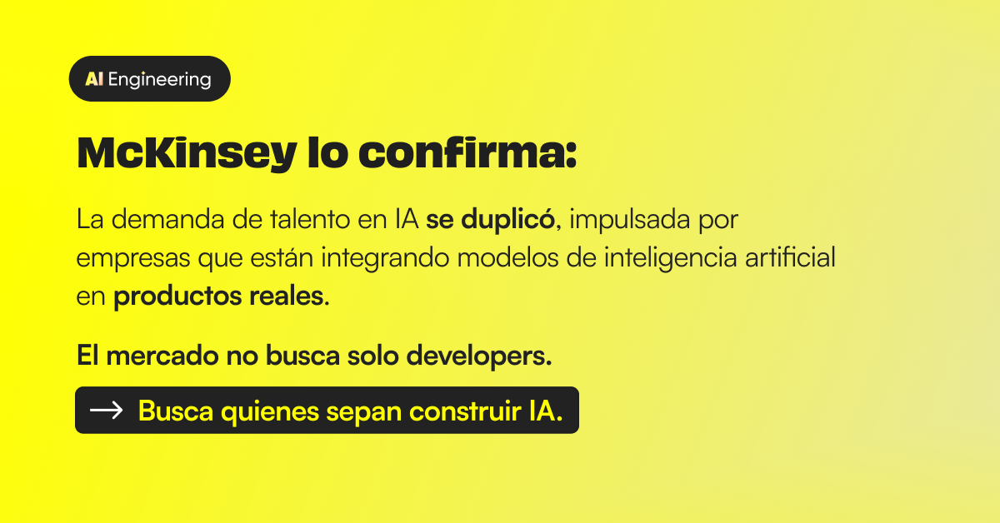 AI Engineering
McKinsey lo confirma:
La demanda de talento en IA se duplicó, impulsada por
empresas que están integrando modelos de inteligencia artificial
en productos reales.
El mercado no busca solo developers.
→ Busca quienes sepan construir IA.